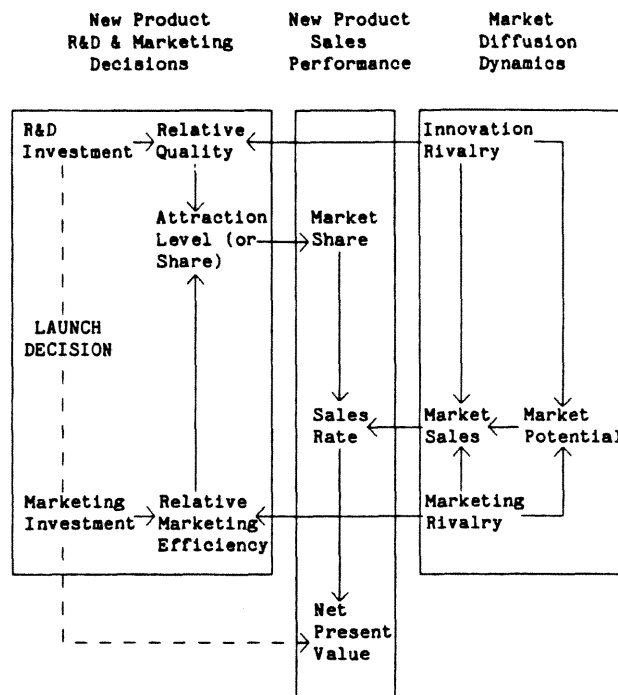 New Product
R&D & Marketing
Decisions
New Product
Sales
Performance
Market
Diffusion
Dynamics
R&D
Investment
Relative
Quality
Innovation
Rivalry
Attraction
Level (or
Share)
Market
Share
LAUNCH
DECISION
Sales
Rate
Market
Sales
Market
Potential
Marketing
Investment
Relative
Marketing
Efficiency
Marketing
Rivalry
Net
Present
Value